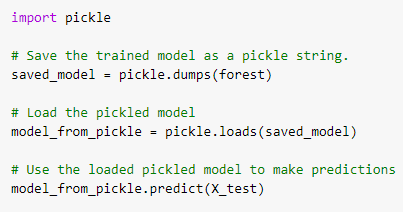 import pickle
# Save the trained model as a pickle string.
saved_model = pickle.dumps(forest)
# Load the pickled model
model_from_pickle = pickle.loads(saved_model)
# Use the loaded pickled model to make predictions
model_from_pickle.predict(X_test)